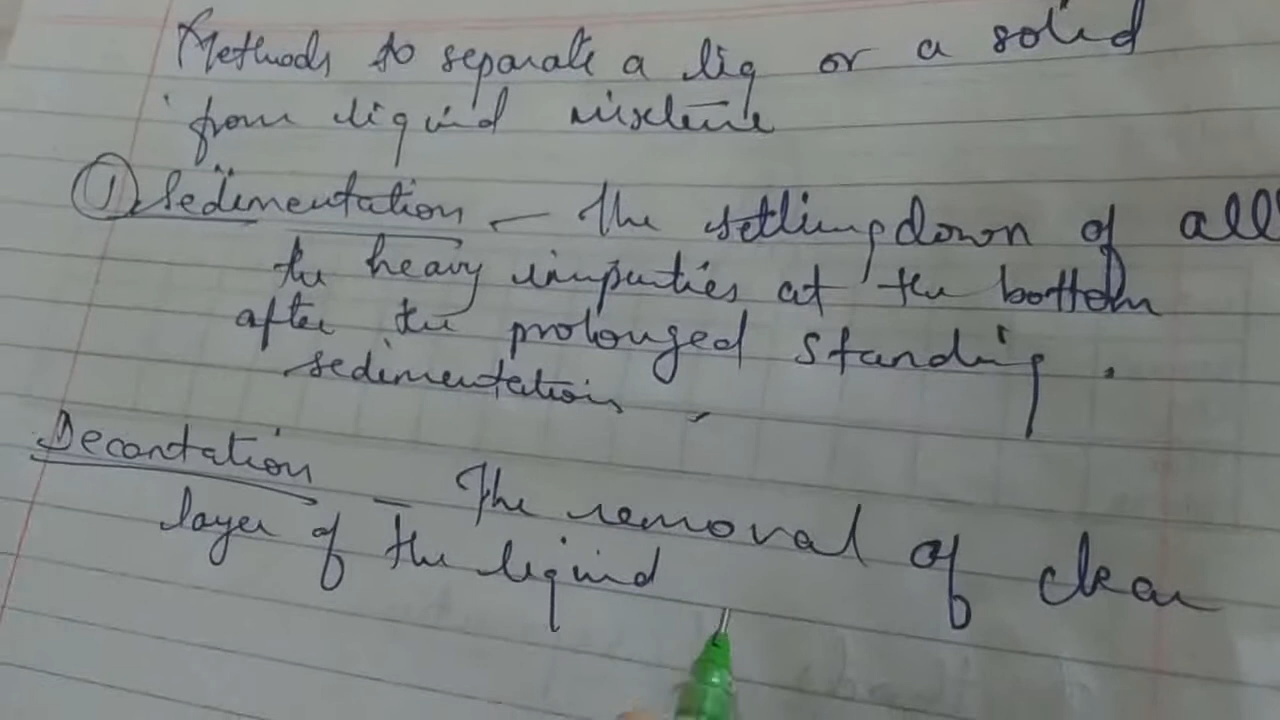 Methods to separate a liq or a solid
from liquid mixture
① Sedimentation — The settling down of all
the heavy impurties at the bottom
after the prolonged standing.
sedimentation,
Decantation — The removal of clear
layer of the liquid